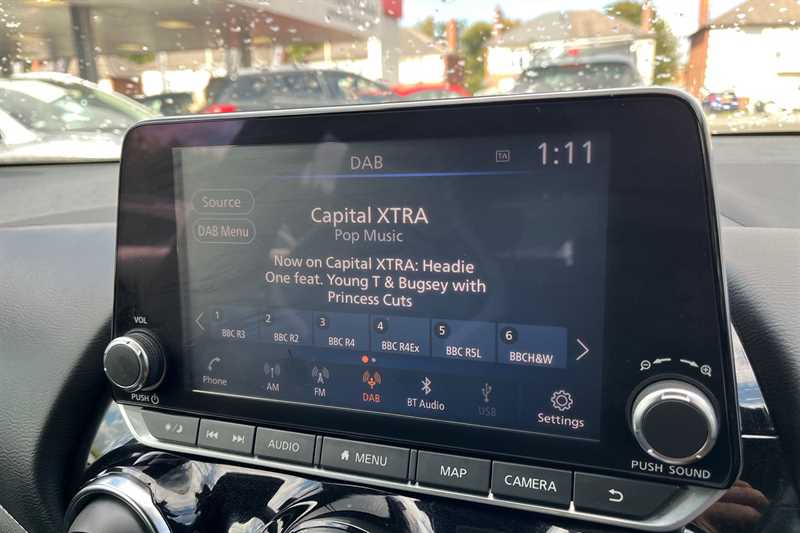 DAB
TA
1:11
Source
DAB Menu
Capital XTRA
Pop Music
Now on Capital XTRA: Headie
One feat. Young T & Bugsey with
Princess Cuts
1
BBC R3
2
BBC R2
3
BBC R4
4
BBC R4Ex
5
BBC R5L
6
BBCH&W
Phone
AM
FM
DAB
BT Audio
USB
Settings
VOL
PUSH
PUSH SOUND
AUDIO
MENU
MAP
CAMERA